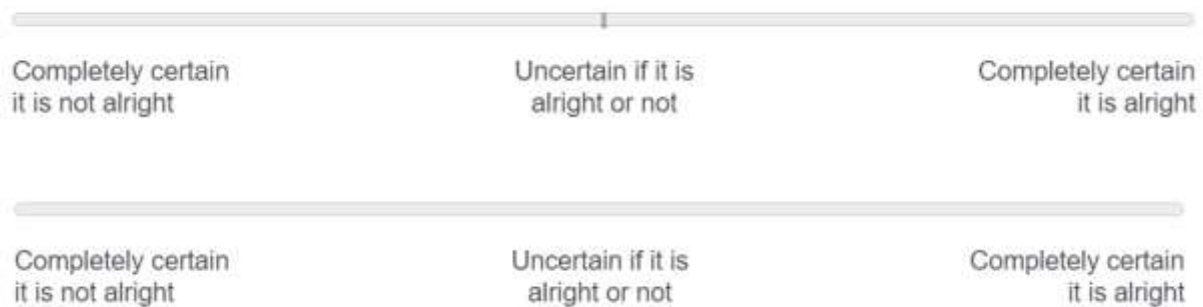 Completely certain
it is not alright
Uncertain if it is
alright or not
Completely certain
it is alright
Completely certain
it is not alright
Uncertain if it is
alright or not
Completely certain
it is alright